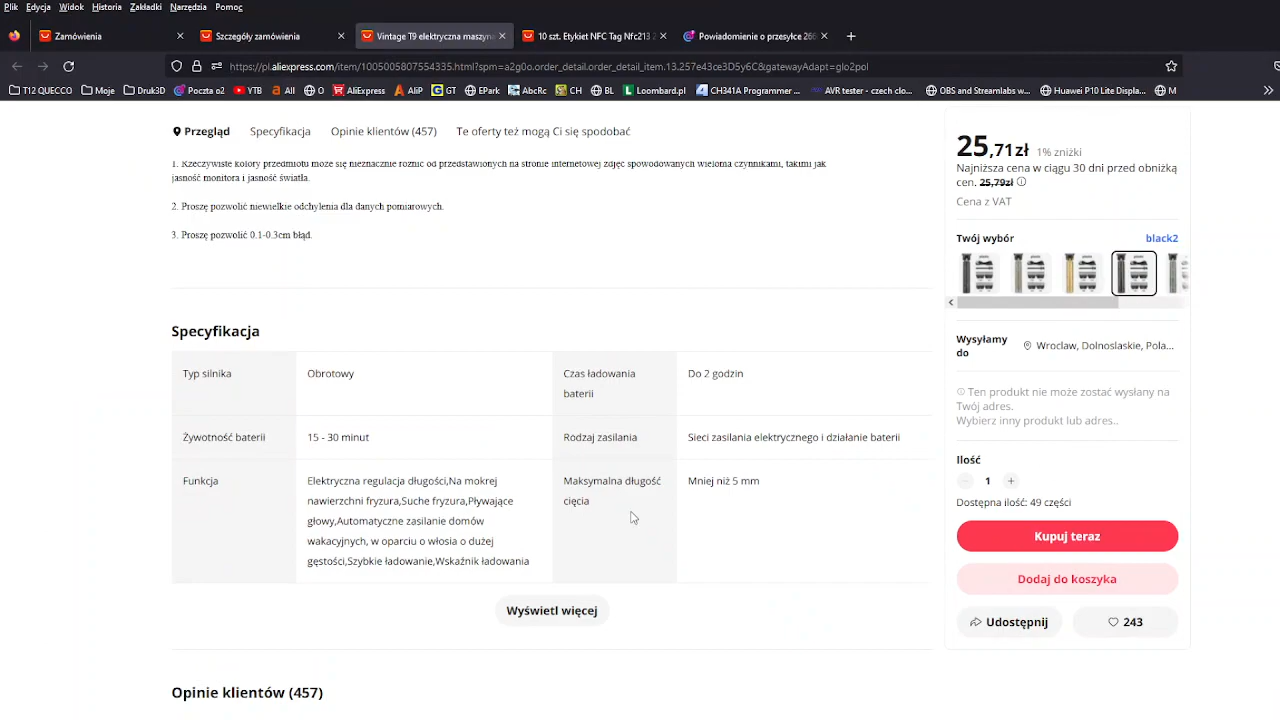 Plik Edycja Widok Historia Zakładki Narzędzia Pomoc
Zamówienia
Szczegóły zamówienia
Vintage T9 elektryczna maszyna
10 szt. Etykiet NFC Tag Nfc213
Powiadomienie o przesyłce 266
https://pl.aliexpress.com/item/1005005807554335.html?spm=a2g0o.order_detail.order_detail_item.13.257e43ce3D5y6C&gatewayAdapt=glo2pol
T12 QUECCO Moje Druk3D Poczta o2 YTB All O AliExpress AliP GT EPark AbcRc CH BL Loombard.pl CH341A Programmer ... AVR tester - czech clo... OBS and Streamlabs w... Huawei P10 Lite Displa... M
Przegląd Specyfikacja Opinie klientów (457) Te oferty też mogą Ci się spodobać
1. Rzeczywiste kolory przedmiotu może się nieznacznie różnić od przedstawionych na stronie internetowej zdjęć spowodowanych wieloma czynnikami, takimi jak
jasność monitora i jasność światła.
2. Proszę pozwolić niewielkie odchylenia dla danych pomiarowych.
3. Proszę pozwolić 0.1-0.3cm błąd.
Specyfikacja
Typ silnika
Obrotowy
Czas ładowania
baterii
Do 2 godzin
Żywotność baterii
15 - 30 minut
Rodzaj zasilania
Sieci zasilania elektrycznego i działanie baterii
Funkcja
Elektryczna regulacja długości,Na mokrej
nawierzchni fryzura,Suche fryzura,Pływające
głowy,Automatyczne zasilanie domów
wakacyjnych, w oparciu o włosia o dużej
gęstości,Szybkie ładowanie,Wskaźnik ładowania
Maksymalna długość
cięcia
Mniej niż 5 mm
Wyświetl więcej
Opinie klientów (457)
25,71zł 1% zniżki
Najniższa cena w ciągu 30 dni przed obniżką
cen. 25,79zł
Cena z VAT
Twój wybór black2
Wysyłamy
do
Wroclaw, Dolnoslaskie, Pola...
Ten produkt nie może zostać wysłany na
Twój adres.
Wybierz inny produkt lub adres..
Ilość
- 1 +
Dostępna ilość: 49 części
Kupuj teraz
Dodaj do koszyka
Udostępnij
243